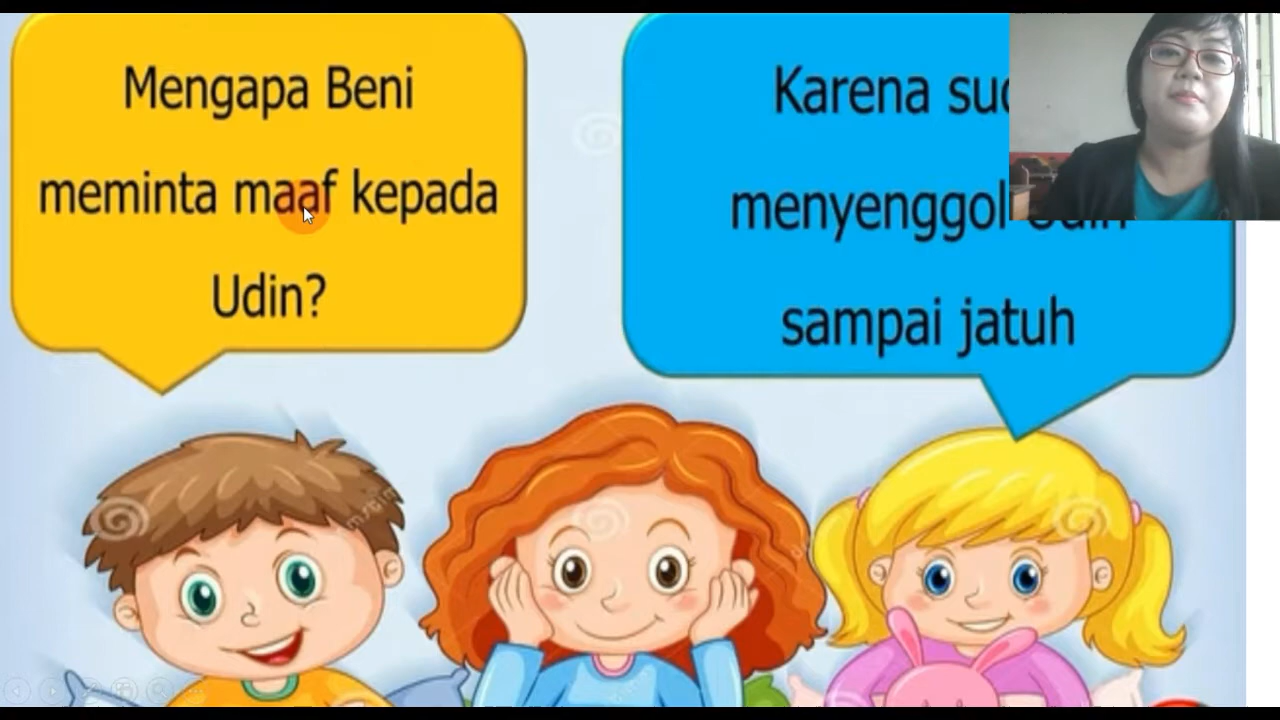 Mengapa Beni
meminta maaf kepada
Udin?
Karena
menyenggol
sampai jatuh